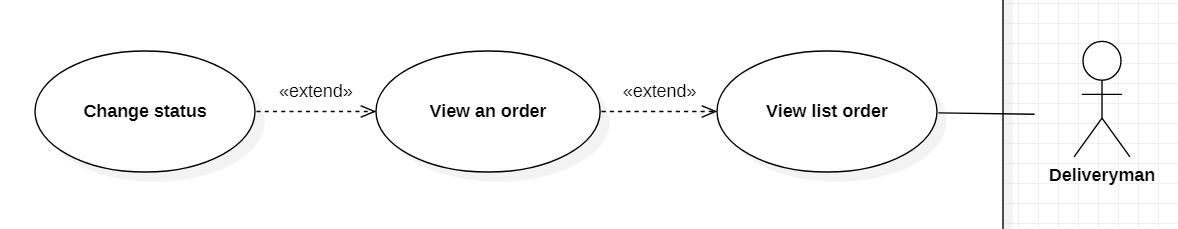 «extend»
«extend»
Change status
View an order
View list order
Deliveryman